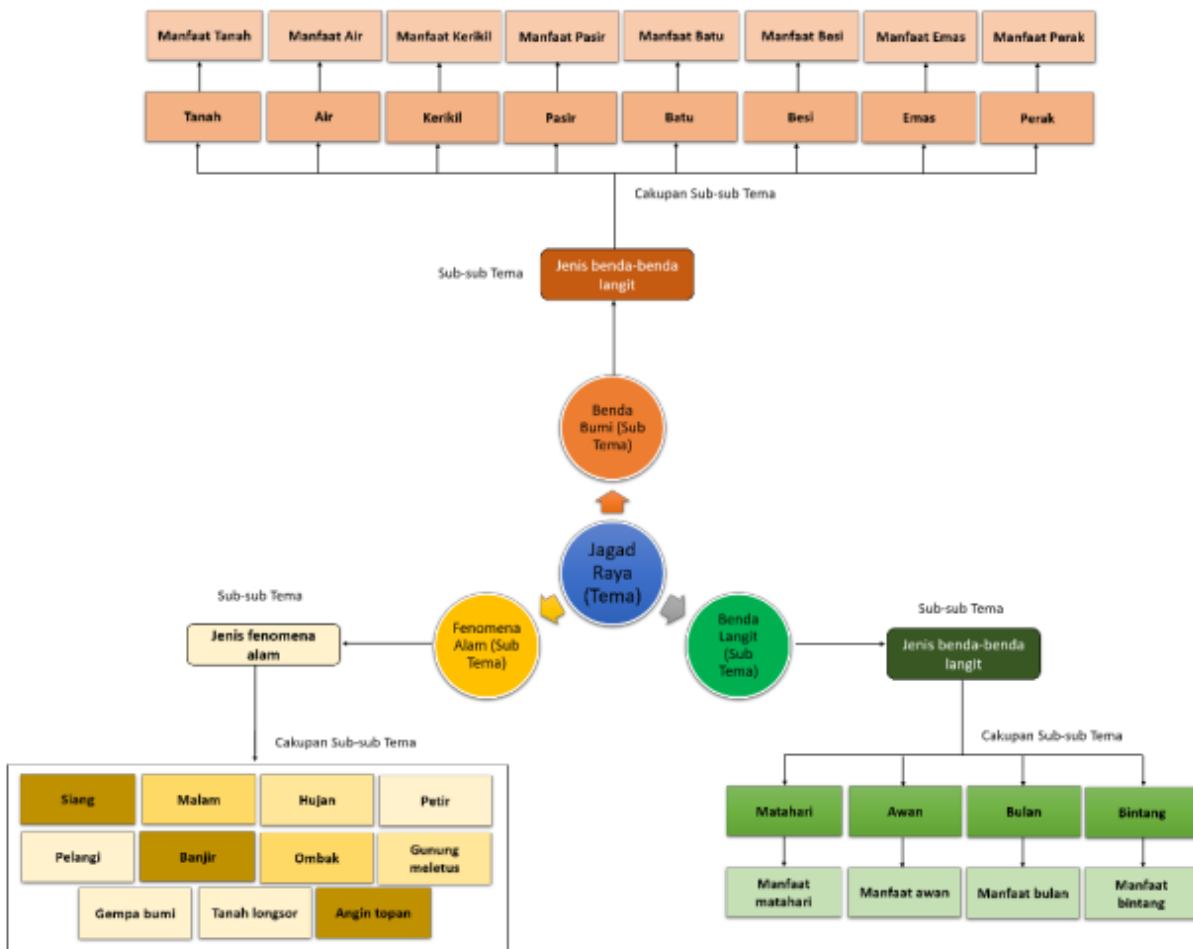 Manfaat Tanah
Manfaat Air
Manfaat Kerikil
Manfaat Pasir
Manfaat Batu
Manfaat Besi
Manfaat Emas
Manfaat Perak
Tanah
Air
Kerikil
Pasir
Batu
Besi
Emas
Perak
Cakupan Sub-sub Tema
Sub-sub Tema
Jenis benda-benda
langit
Benda
Bumi (Sub
Tema)
Jagad
Raya
(Tema)
Sub-sub Tema
Jenis fenomena
alam
Fenomena
Alam (Sub
Tema)
Benda
Langit
(Sub
Tema)
Sub-sub Tema
Jenis benda-benda
langit
Cakupan Sub-sub Tema
Siang
Malam
Hujan
Petir
Pelangi
Banjir
Ombak
Gunung
meletus
Gempa bumi
Tanah longsor
Angin topan
Cakupan Sub-sub Tema
Matahari
Awan
Bulan
Bintang
Manfaat
matahari
Manfaat awan
Manfaat bulan
Manfaat
bintang